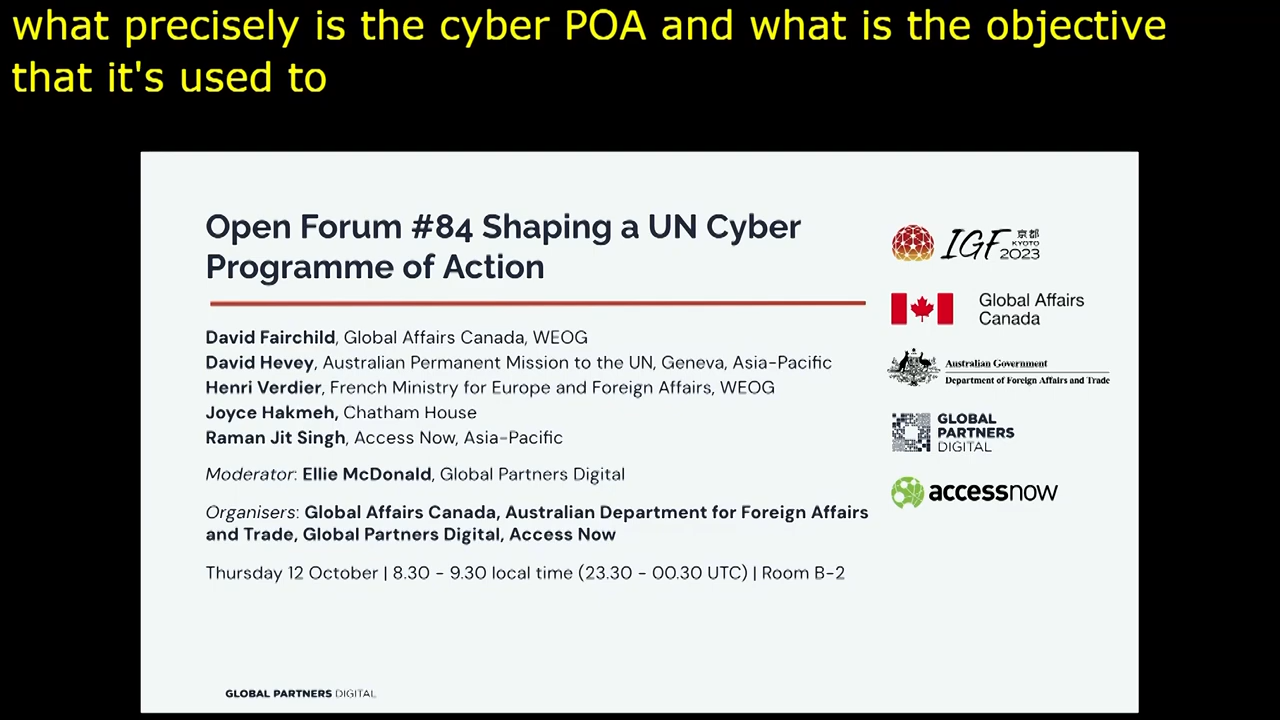 what precisely is the cyber POA and what is the objective
that it's used to
Open Forum #84 Shaping a UN Cyber
Programme of Action
David Fairchild, Global Affairs Canada, WEOG
David Hevey, Australian Permanent Mission to the UN, Geneva, Asia-Pacific
Henri Verdier, French Ministry for Europe and Foreign Affairs, WEOG
Joyce Hakmeh, Chatham House
Raman Jit Singh, Access Now, Asia-Pacific
Moderator: Ellie McDonald, Global Partners Digital
Organisers: Global Affairs Canada, Australian Department for Foreign Affairs
and Trade, Global Partners Digital, Access Now
Thursday 12 October | 8.30 - 9.30 local time (23.30 - 00.30 UTC) | Room B-2
IGF 京都
KYOTO
2023
Global Affairs
Canada
Australian Government
Department of Foreign Affairs and Trade
GLOBAL
PARTNERS
DIGITAL
accessnow
GLOBAL PARTNERS DIGITAL